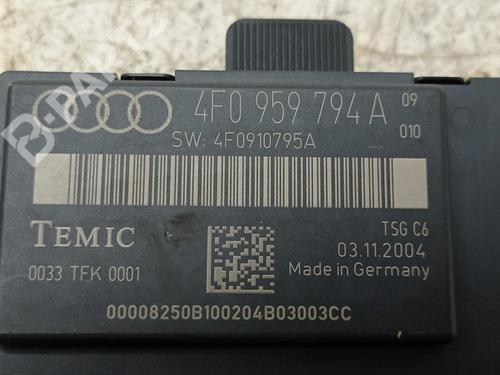 4F0 959 794 A 09
010
SW: 4F0910795A
TEMIC
TSG C6
03.11.2004
0033 TFK 0001
Made in Germany
00008250B100204B03003CC
B-PARTS